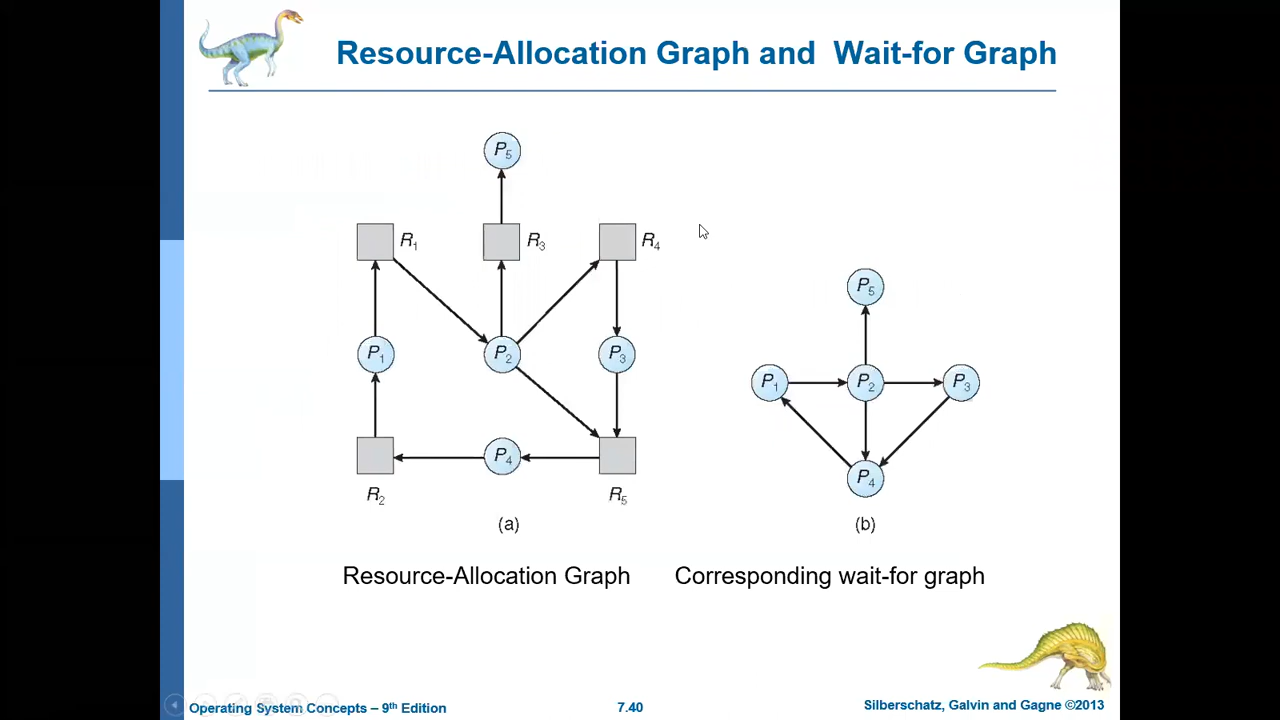 Resource-Allocation Graph and Wait-for Graph
P5
R1
R3
R4
P5
P1
P2
P3
P1
P2
P3
P4
P4
R2
R5
(a)
(b)
Resource-Allocation Graph
Corresponding wait-for graph
Operating System Concepts – 9th Edition
7.40
Silberschatz, Galvin and Gagne ©2013